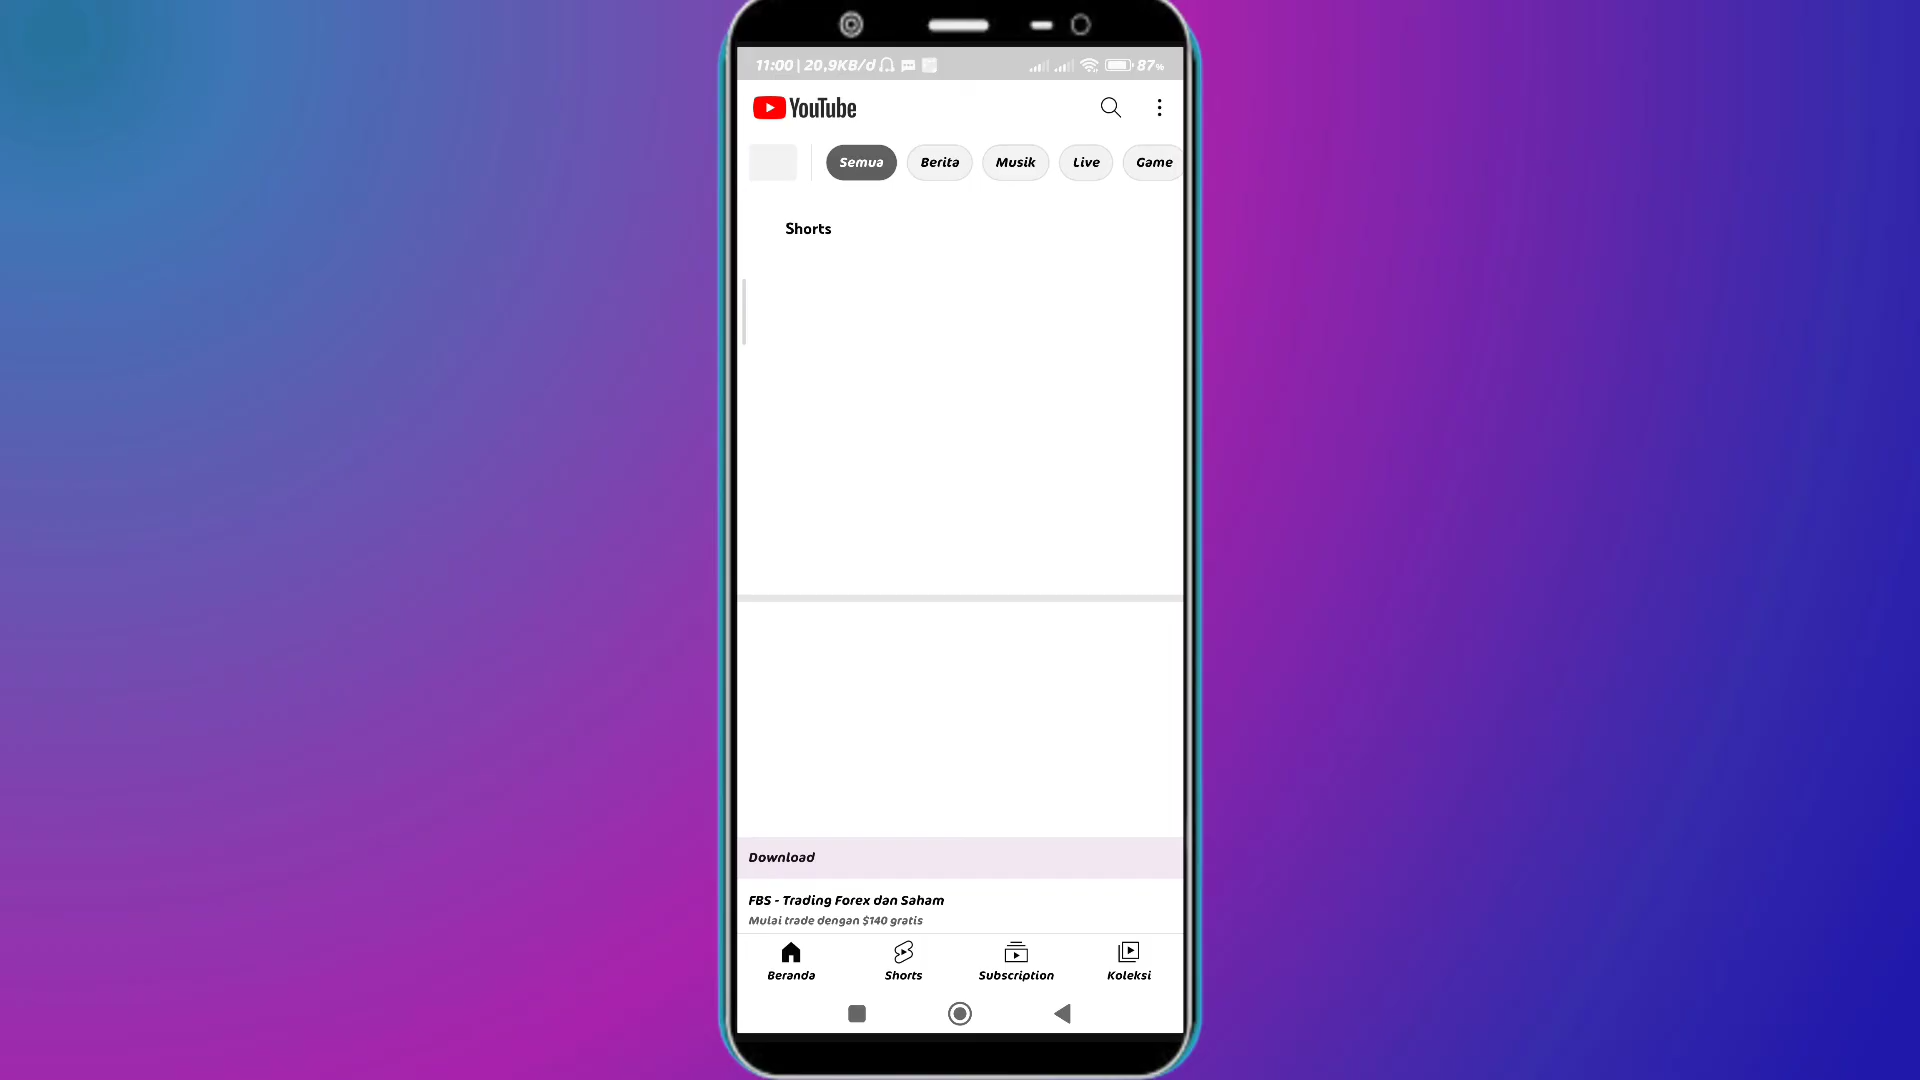 11:00 | 20,9KB/d 87%
YouTube
Semua Berita Musik Live Game
Shorts
Download
FBS - Trading Forex dan Saham
Mulai trade dengan $140 gratis
Beranda Shorts Subscription Koleksi